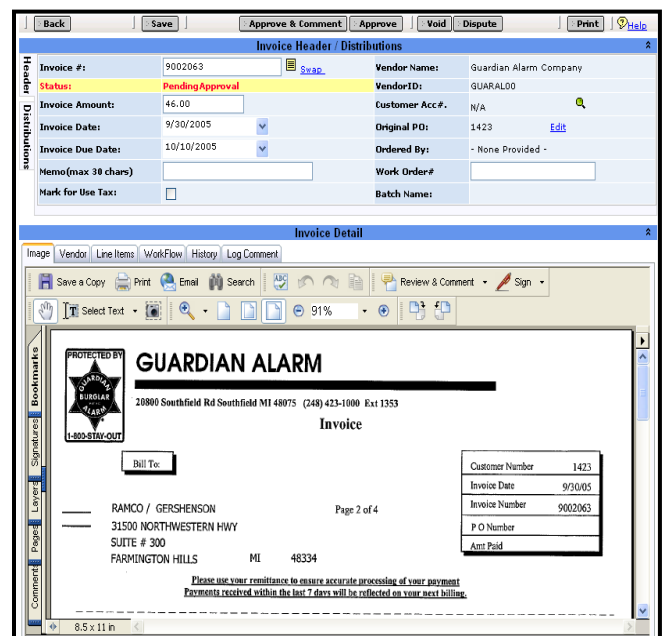 Back Save Approve & Comment Approve Void Dispute Print Help
Invoice Header / Distributions
Header Distributions
Invoice #: 9002063 Swap Vendor Name: Guardian Alarm Company
Status: Pending Approval VendorID: GUARAL00
Invoice Amount: 46.00 Customer Acc#. N/A
Invoice Date: 9/30/2005 Original PO: 1423 Edit
Invoice Due Date: 10/10/2005 Ordered By: - None Provided -
Memo(max 30 chars) Work Order#
Mark for Use Tax: Batch Name:
Invoice Detail
Image Vendor Line Items WorkFlow History Log Comment
Save a Copy Print Email Search Review & Comment Sign
Select Text 91%
Bookmarks Signatures Layers Pages Comment
PROTECTED BY
GUARDIAN
BURGLAR
ALARM
1-800-STAY-OUT
GUARDIAN ALARM
20800 Southfield Rd Southfield MI 48075 (248) 423-1000 Ext 1353
Invoice
Bill To:
Customer Number 1423
Invoice Date 9/30/05
Invoice Number 9002063
P O Number
Amt Paid
RAMCO / GERSHENSON Page 2 of 4
31500 NORTHWESTERN HWY
SUITE # 300
FARMINGTON HILLS MI 48334
Please use your remittance to ensure accurate processing of your payment
Payments received within the last 7 days will be reflected on your next billing.
8.5 x 11 in